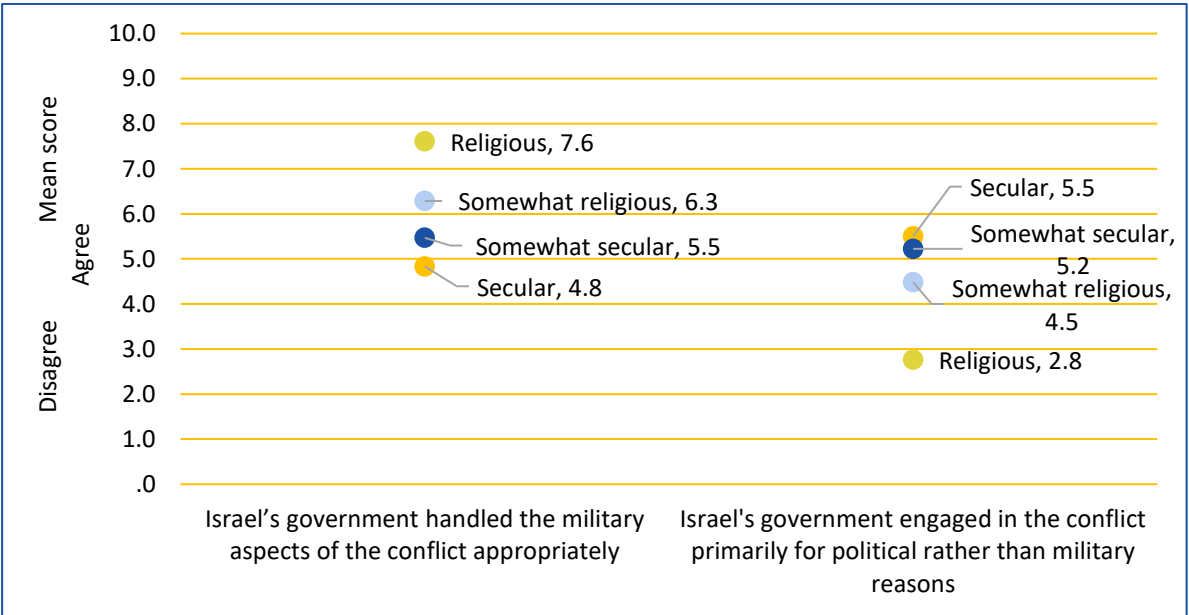 10.0
9.0
8.0
7.0
6.0
5.0
4.0
3.0
2.0
1.0
.0
Mean score
Agree
Disagree
Religious, 7.6
Somewhat religious, 6.3
Somewhat secular, 5.5
Secular, 4.8
Secular, 5.5
Somewhat secular,
5.2
Somewhat religious,
4.5
Religious, 2.8
Israel’s government handled the military
aspects of the conflict appropriately
Israel's government engaged in the conflict
primarily for political rather than military
reasons